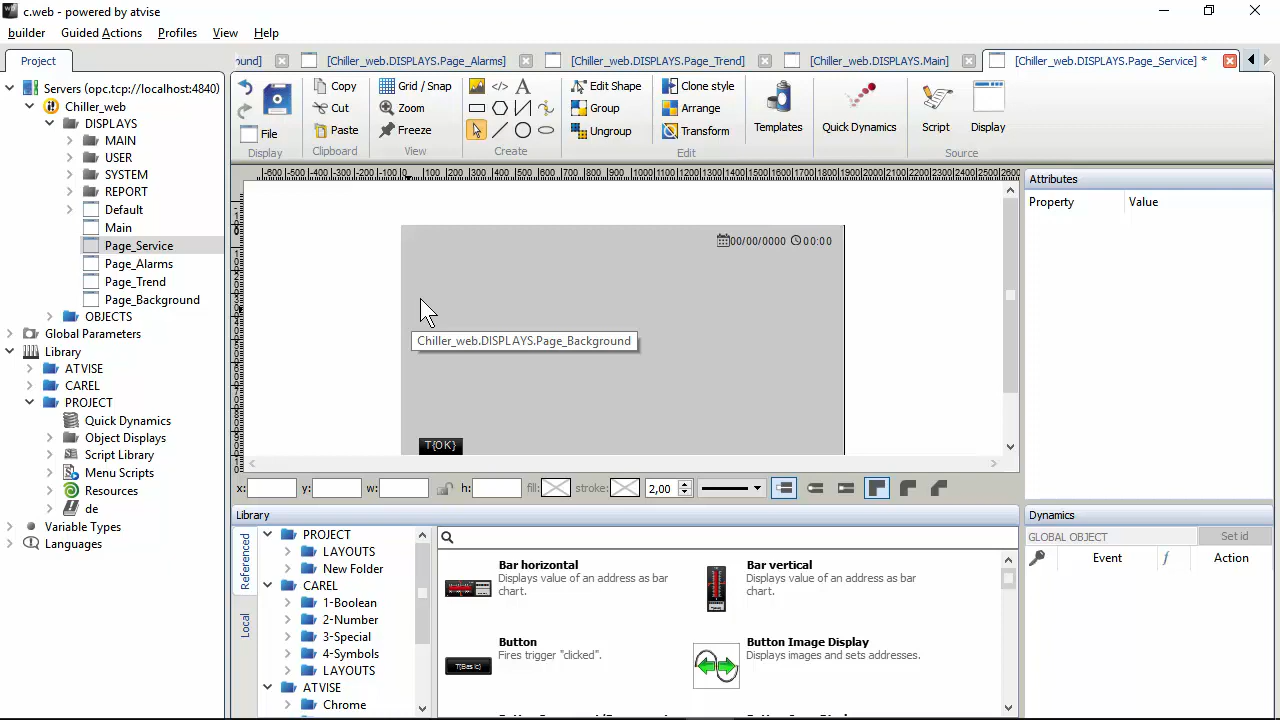 c.web - powered by atvise
builder Guided Actions Profiles View Help
Project
Servers (opc.tcp://localhost:4840)
Chiller_web
DISPLAYS
MAIN
USER
SYSTEM
REPORT
Default
Main
Page_Service
Page_Alarms
Page_Trend
Page_Background
OBJECTS
Global Parameters
Library
ATVISE
CAREL
PROJECT
Quick Dynamics
Object Displays
Script Library
Menu Scripts
Resources
de
Variable Types
Languages
ound] [Chiller_web.DISPLAYS.Page_Alarms] [Chiller_web.DISPLAYS.Page_Trend] [Chiller_web.DISPLAYS.Main] [Chiller_web.DISPLAYS.Page_Service] *
File
Display
Copy
Cut
Paste
Clipboard
Grid / Snap
Zoom
Freeze
View
Create
Edit Shape
Group
Ungroup
Clone style
Arrange
Transform
Edit
Templates
Quick Dynamics
Script
Display
Source
00/00/0000 00:00
Chiller_web.DISPLAYS.Page_Background
T{OK}
x: y: w: h: fill: stroke: 2,00
Attributes
Property Value
Library
Referenced
Local
PROJECT
LAYOUTS
New Folder
CAREL
1-Boolean
2-Number
3-Special
4-Symbols
LAYOUTS
ATVISE
Chrome
Bar horizontal
Displays value of an address as bar
chart.
Bar vertical
Displays value of an address as bar
chart.
Button
Fires trigger "clicked".
T{Basic}
Button Image Display
Displays images and sets addresses.
Dynamics
GLOBAL OBJECT Set id
Event f Action